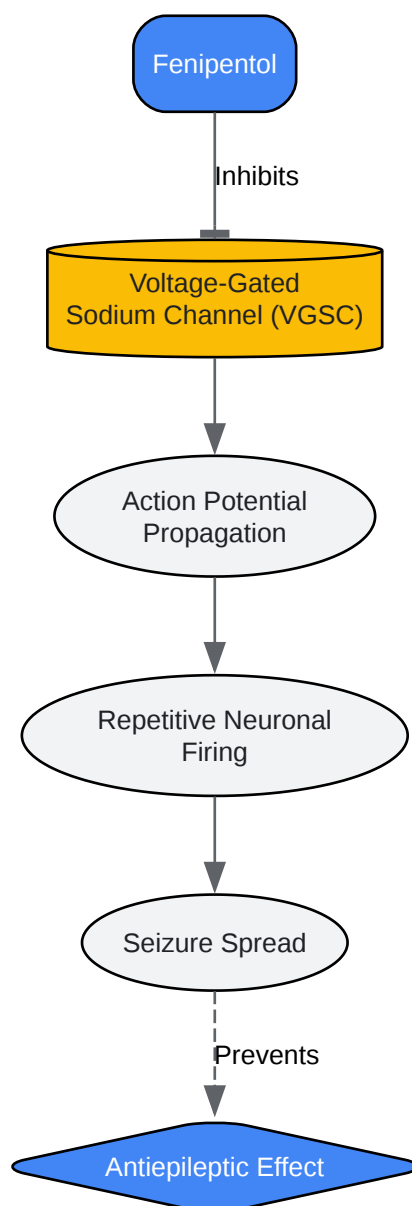 Fenipentol
Inhibits
Voltage-Gated
Sodium Channel (VGSC)
Action Potential
Propagation
Repetitive Neuronal
Firing
Seizure Spread
Prevents
Antiepileptic Effect